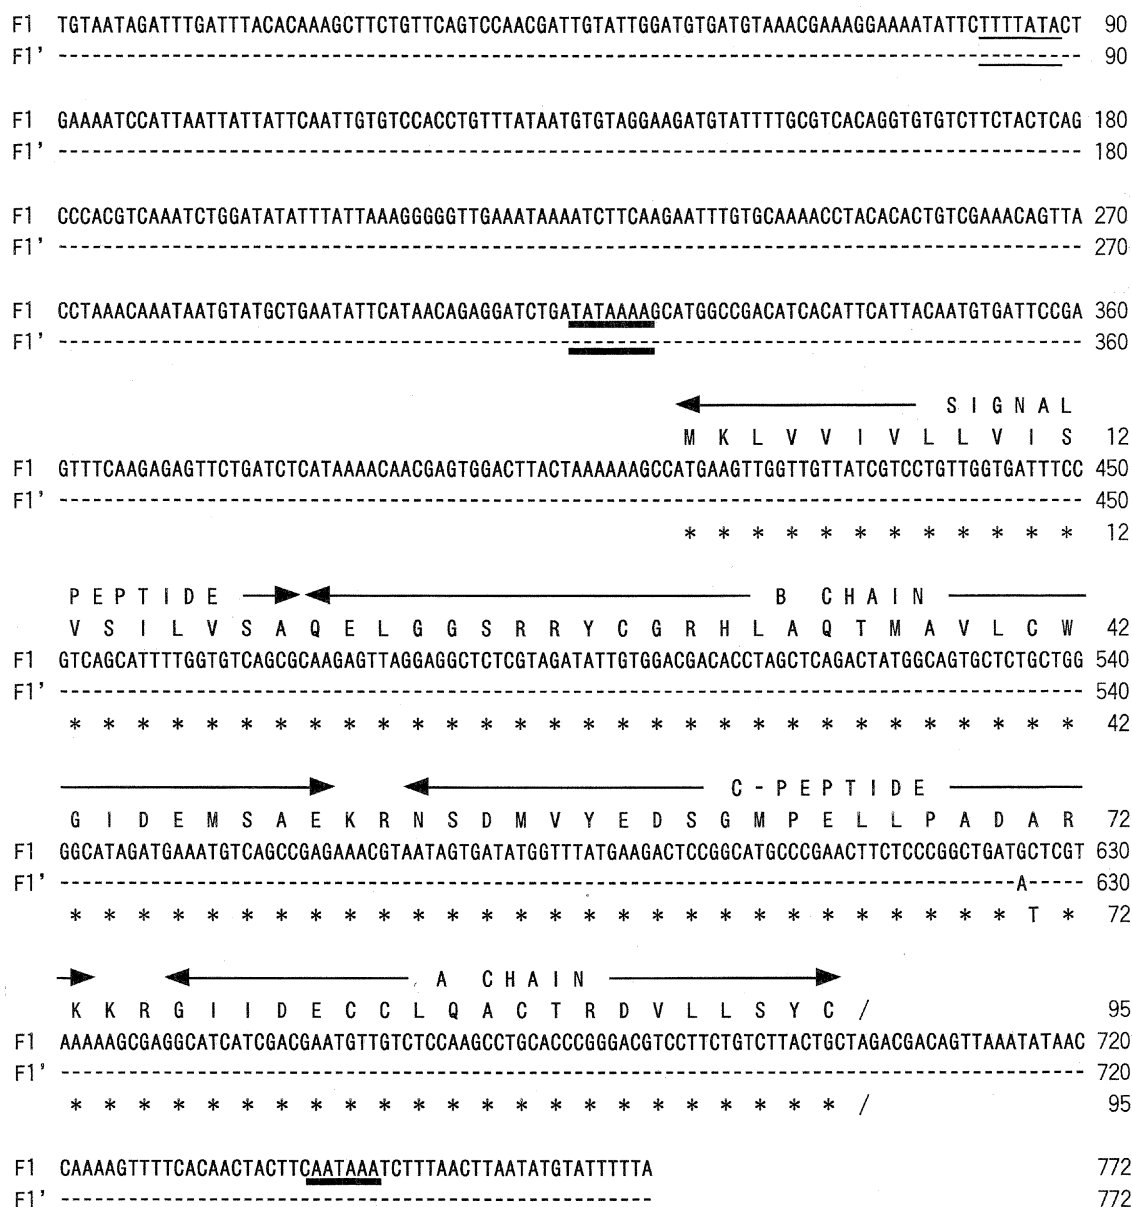 F1 TGTAATAGATTTGATTTACACAAAGCTTCTGTTCAGTCCAACGATTGTATTGGATGTGATGTAAACGAAAGGAAAATATTCTTTTATACT 90
F1' ------------------------------------------------------------------------------------------ 90
F1 GAAAATCCATTAATTATTATTCAATTGTGTCCACCTGTTTATAATGTGTAGGAAGATGTATTTTGCGTCACAGGTGTGTCTTCTACTCAG 180
F1' ------------------------------------------------------------------------------------------ 180
F1 CCCACGTCAAATCTGGATATATTTATTAAAGGGGGTTGAAATAAAATCTTCAAGAATTTGTGCAAAACCTACACACTGTCGAAACAGTTA 270
F1' ------------------------------------------------------------------------------------------ 270
F1 CCTAAACAAATAATGTATGCTGAATATTCATAACAGAGGATCTGATATAAAAGCATGGCCGACATCACATTCATTACAATGTGATTCCGA 360
F1' ------------------------------------------------------------------------------------------ 360
SIGNAL
M K L V V I V L L V I S 12
F1 GTTTCAAGAGAGTTCTGATCTCATAAAACAACGAGTGGACTTACTAAAAAAGCCATGAAGTTGGTTGTTATCGTCCTGTTGGTGATTTCC 450
F1' ------------------------------------------------------------------------------------------ 450
* * * * * * * * * * * * 12
PEPTIDE B CHAIN
V S I L V S A Q E L G G S R R Y C G R H L A Q T M A V L C W 42
F1 GTCAGCATTTTGGTGTCAGCGCAAGAGTTAGGAGGCTCTCGTAGATATTGTGGACGACACCTAGCTCAGACTATGGCAGTGCTCTGCTGG 540
F1' ------------------------------------------------------------------------------------------ 540
* * * * * * * * * * * * * * * * * * * * * * * * * * * * * * 42
C-PEPTIDE
G I D E M S A E K R N S D M V Y E D S G M P E L L P A D A R 72
F1 GGCATAGATGAAATGTCAGCCGAGAAACGTAATAGTGATATGGTTTATGAAGACTCCGGCATGCCCGAACTTCTCCCGGCTGATGCTCGT 630
F1' ------------------------------------------------------------------------------------A----- 630
* * * * * * * * * * * * * * * * * * * * * * * * * * * * T * 72
A CHAIN
K K R G I I D E C C L Q A C T R D V L L S Y C / 95
F1 AAAAAGCGAGGCATCATCGACGAATGTTGTCTCCAAGCCTGCACCCGGGACGTCCTTCTGTCTTACTGCTAGACGACAGTTAAATATAAC 720
F1' ------------------------------------------------------------------------------------------ 720
* * * * * * * * * * * * * * * * * * * * * * * / 95
F1 CAAAAGTTTTCACAACTACTTCAATAAATCTTTAACTTAATATGTATTTTTA 772
F1' ---------------------------------------------------- 772